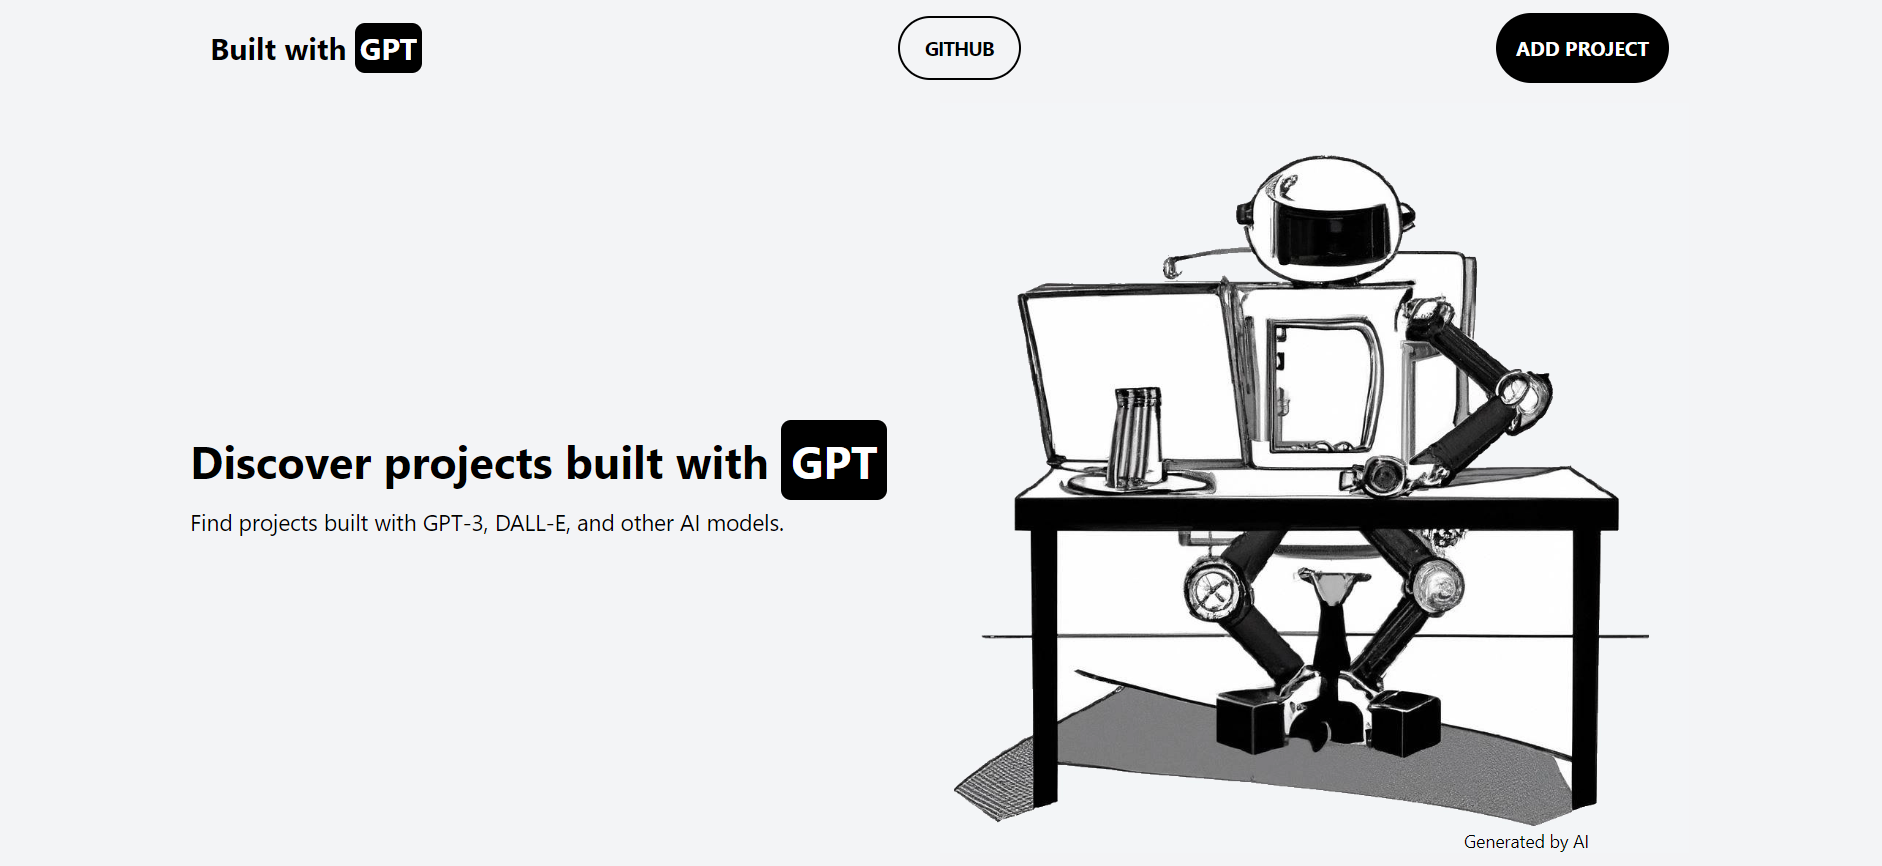 Built with GPT
GITHUB
ADD PROJECT
Discover projects built with GPT
Find projects built with GPT-3, DALL-E, and other AI models.
Generated by AI